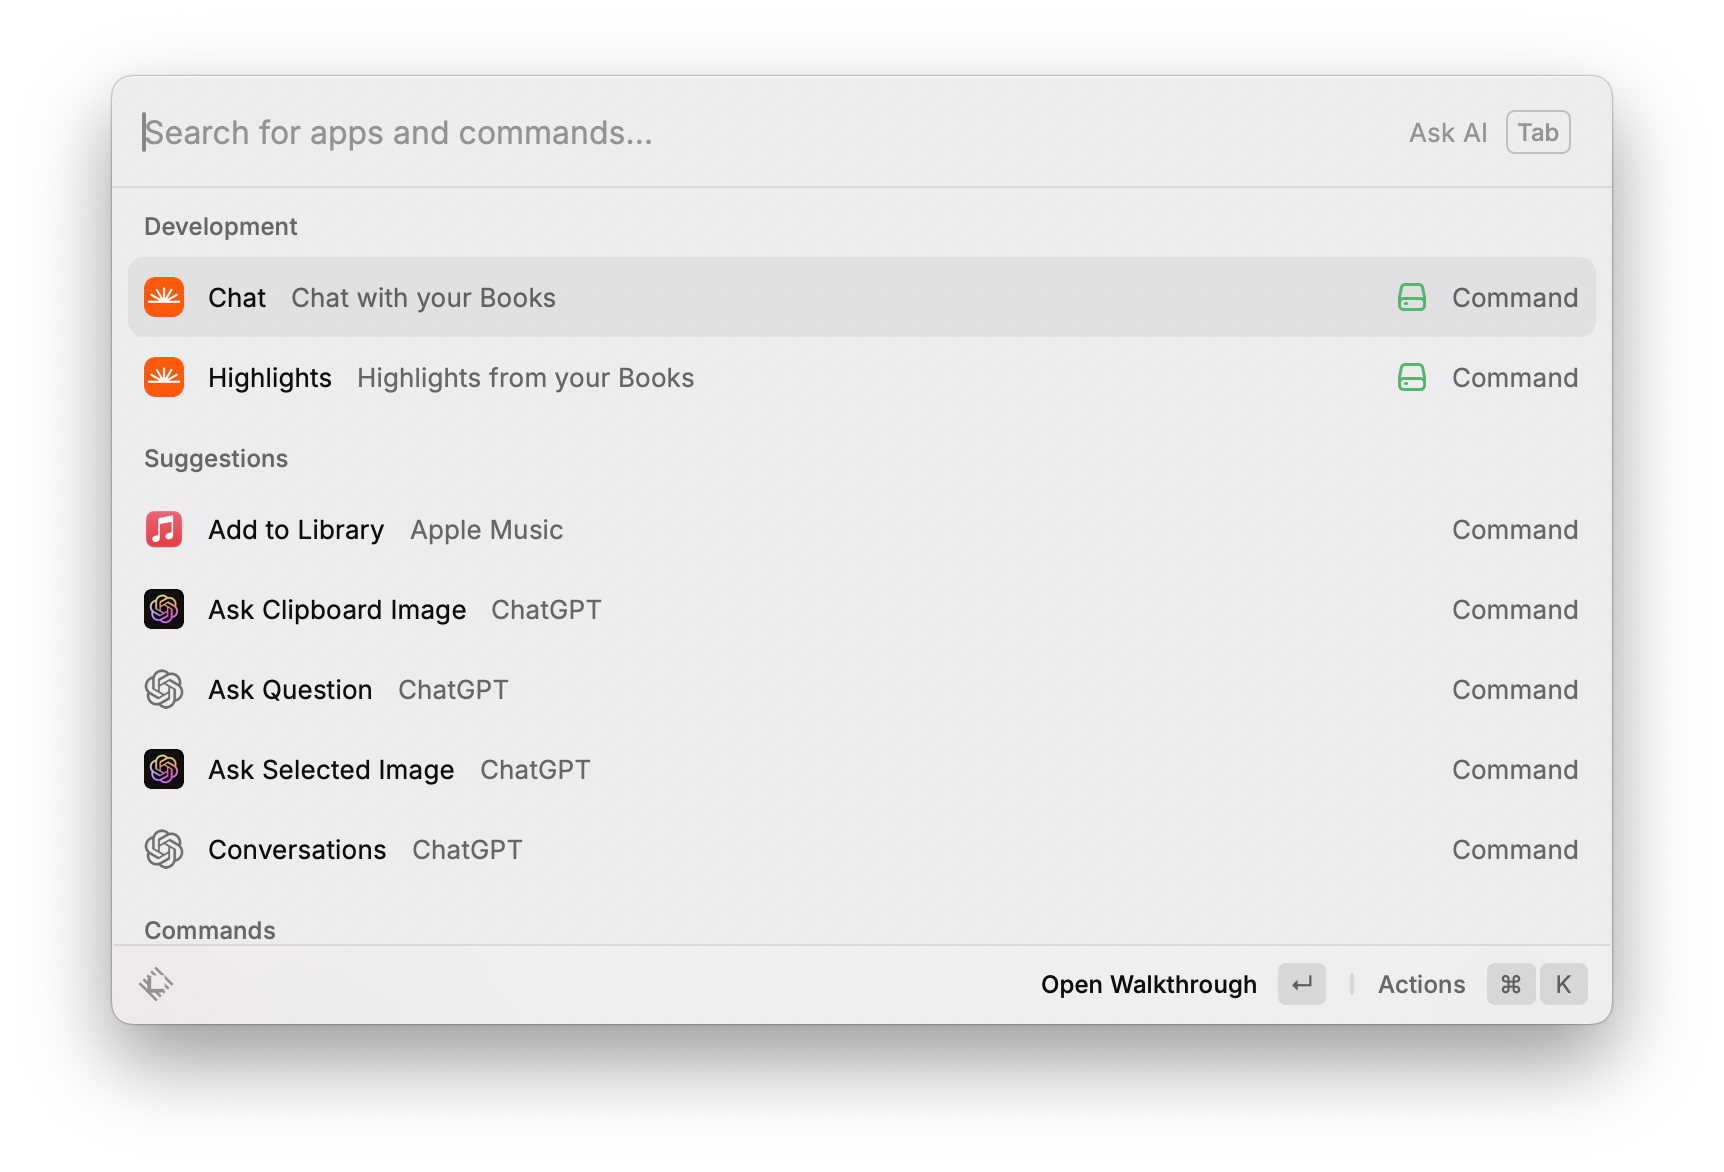 Search for apps and commands...
Ask AI Tab
Development
Chat Chat with your Books Command
Highlights Highlights from your Books Command
Suggestions
Add to Library Apple Music Command
Ask Clipboard Image ChatGPT Command
Ask Question ChatGPT Command
Ask Selected Image ChatGPT Command
Conversations ChatGPT Command
Commands
Open Walkthrough ↵ Actions ⌘ K